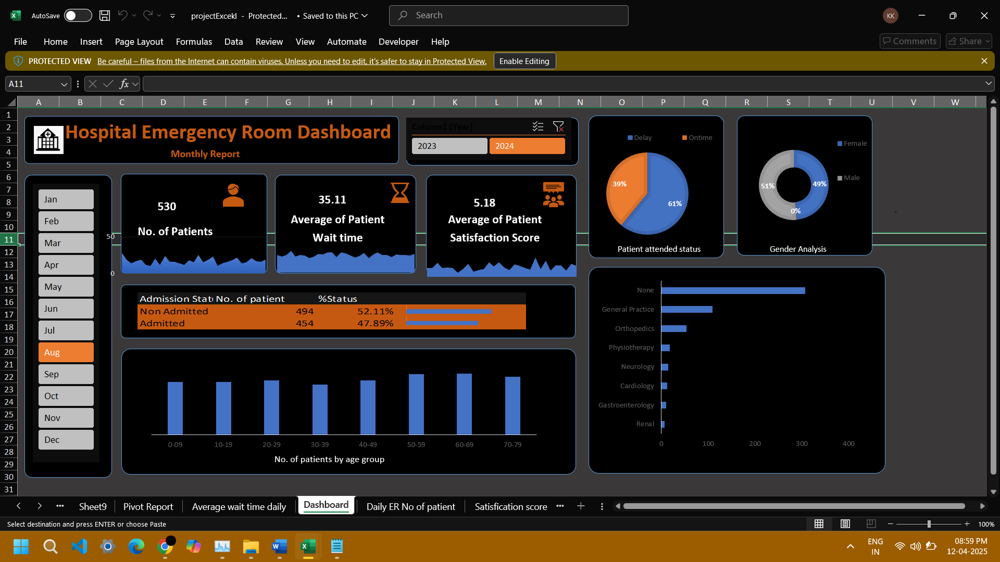 AutoSave
projectExcekl - Protected... • Saved to this PC
Search
KK
File Home Insert Page Layout Formulas Data Review View Automate Developer Help
Comments Share
PROTECTED VIEW Be careful – files from the Internet can contain viruses. Unless you need to edit, it's safer to stay in Protected View. Enable Editing
A11
fx
A B C D E F G H I J K L M N O P Q R S T U V W
1
2
3
4
5
6
7
8
9
10
11
12
13
14
15
16
17
18
19
20
21
22
23
24
25
26
27
28
29
30
31
Hospital Emergency Room Dashboard
Monthly Report
Column1 (Year)
2023 2024
Jan
Feb
Mar
Apr
May
Jun
Jul
Aug
Sep
Oct
Nov
Dec
530
No. of Patients
50
0
35.11
Average of Patient
Wait time
5.18
Average of Patient
Satisfaction Score
Delay Ontime
39%
61%
Patient attended status
Female
Male
51%
49%
0%
Gender Analysis
Admission Stat No. of patient %Status
Non Admitted 494 52.11%
Admitted 454 47.89%
0-09 10-19 20-29 30-39 40-49 50-59 60-69 70-79
No. of patients by age group
None
General Practice
Orthopedics
Physiotherapy
Neurology
Cardiology
Gastroenterology
Renal
0 100 200 300 400
Sheet9 Pivot Report Average wait time daily Dashboard Daily ER No of patient Satisfication score
Select destination and press ENTER or choose Paste
100%
ENG
IN
08:59 PM
12-04-2025